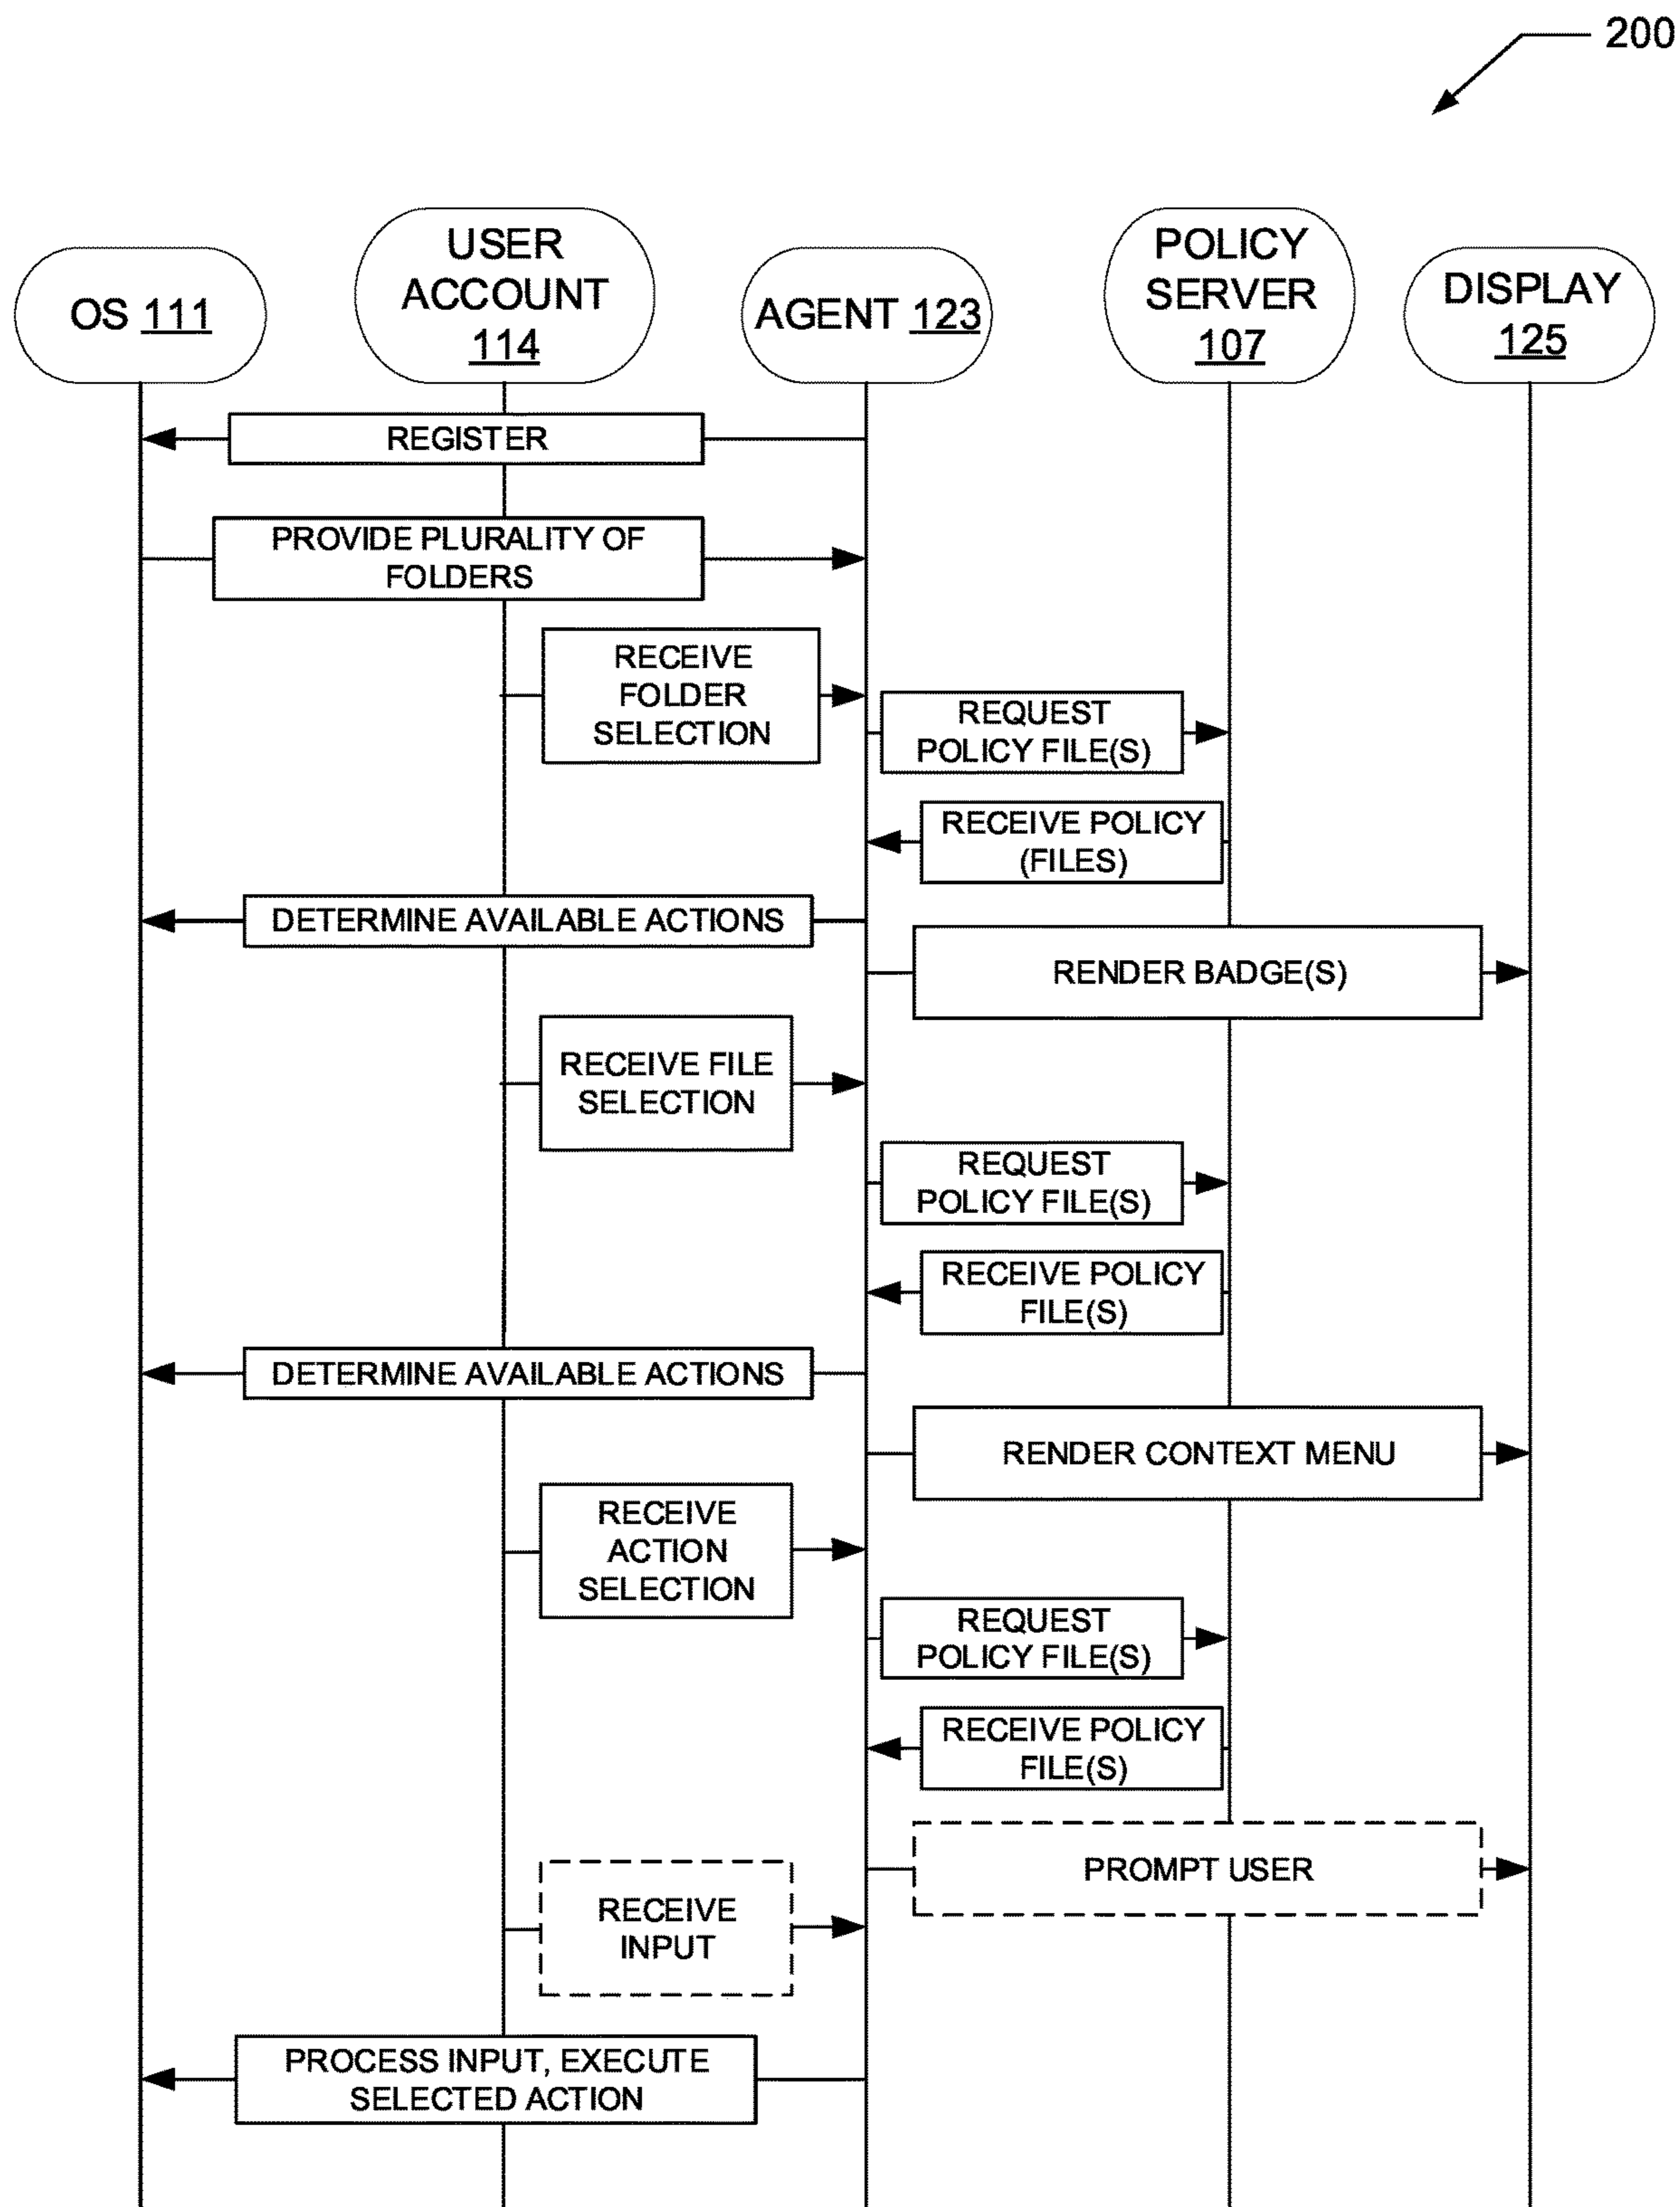 200
OS 111
USER
ACCOUNT
114
AGENT 123
POLICY
SERVER
107
DISPLAY
125
REGISTER
PROVIDE PLURALITY OF
FOLDERS
RECEIVE
FOLDER
SELECTION
REQUEST
POLICY FILE(S)
RECEIVE POLICY
(FILES)
DETERMINE AVAILABLE ACTIONS
RENDER BADGE(S)
RECEIVE FILE
SELECTION
REQUEST
POLICY FILE(S)
RECEIVE POLICY
FILE(S)
DETERMINE AVAILABLE ACTIONS
RENDER CONTEXT MENU
RECEIVE
ACTION
SELECTION
REQUEST
POLICY FILE(S)
RECEIVE POLICY
FILE(S)
PROMPT USER
RECEIVE
INPUT
PROCESS INPUT, EXECUTE
SELECTED ACTION